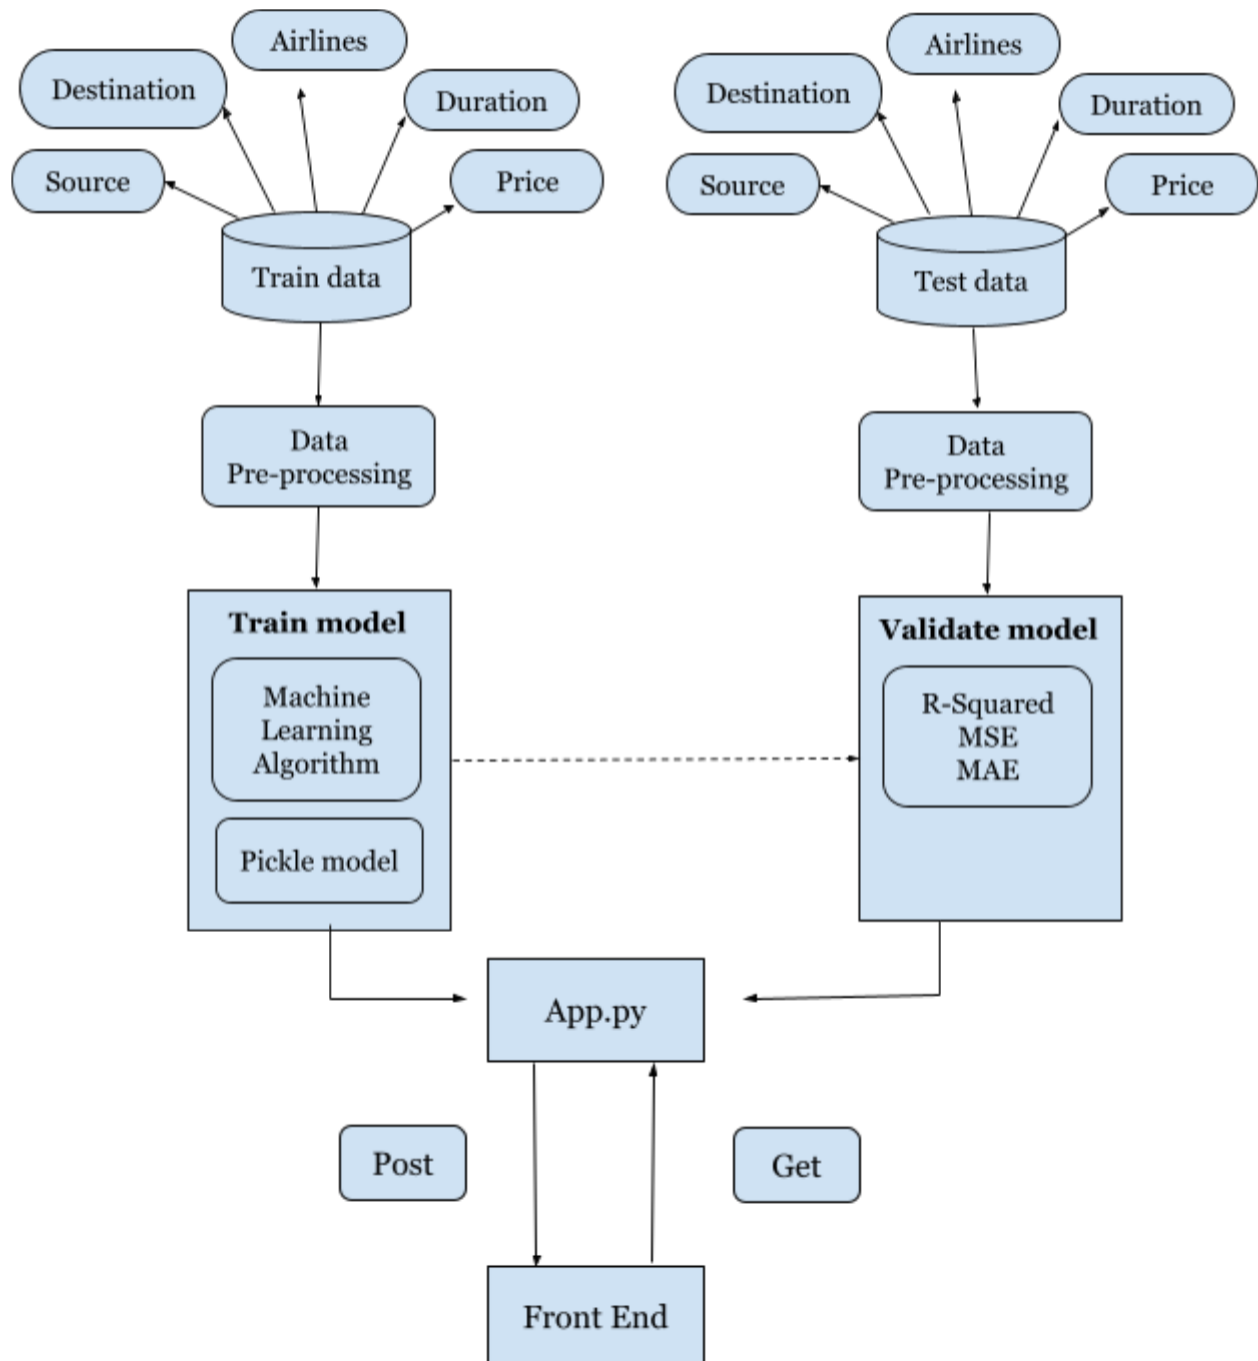 Airlines
Destination
Duration
Source
Price
Train data
Data
Pre-processing
Train model
Machine
Learning
Algorithm
Pickle model
Airlines
Destination
Duration
Source
Price
Test data
Data
Pre-processing
Validate model
R-Squared
MSE
MAE
App.py
Post
Get
Front End